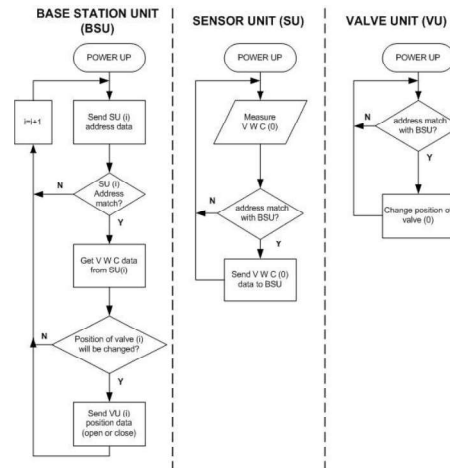 BASE STATION UNIT
(BSU)
POWER UP
i=i+1
Send SU (i)
address data
N
SU (i)
Address
match?
Y
Get V W C data
from SU(i)
N
Position of valve (i)
will be changed?
Y
Send VU (i)
position data
(open or close)
SENSOR UNIT (SU)
POWER UP
Measure
V W C (0)
N
address match
with BSU?
Y
Send V W C (0)
data to BSU
VALVE UNIT (VU)
POWER UP
N
address match
with BSU?
Y
Change position of
valve (0)